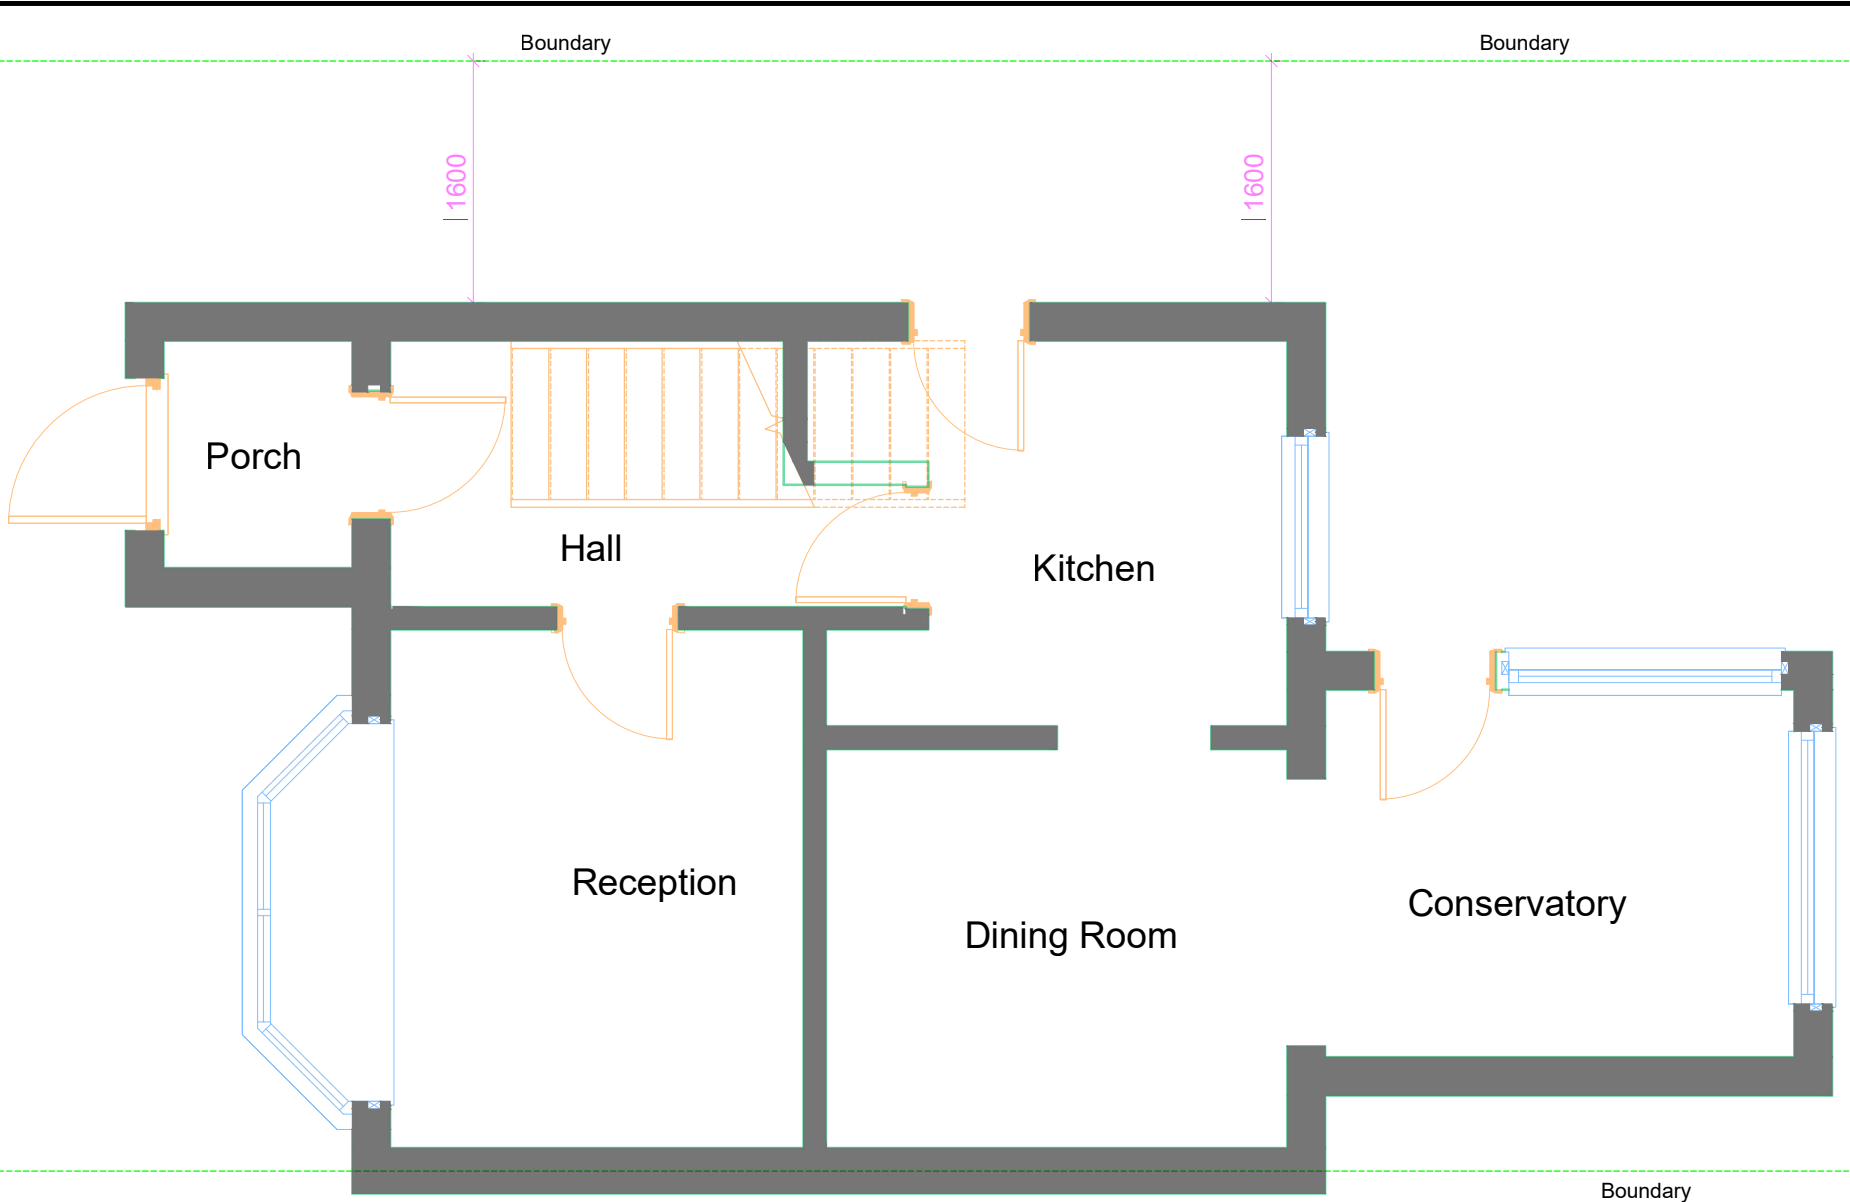 Boundary
Boundary
1600
1600
Porch
Hall
Kitchen
Reception
Conservatory
Dining Room
Boundary